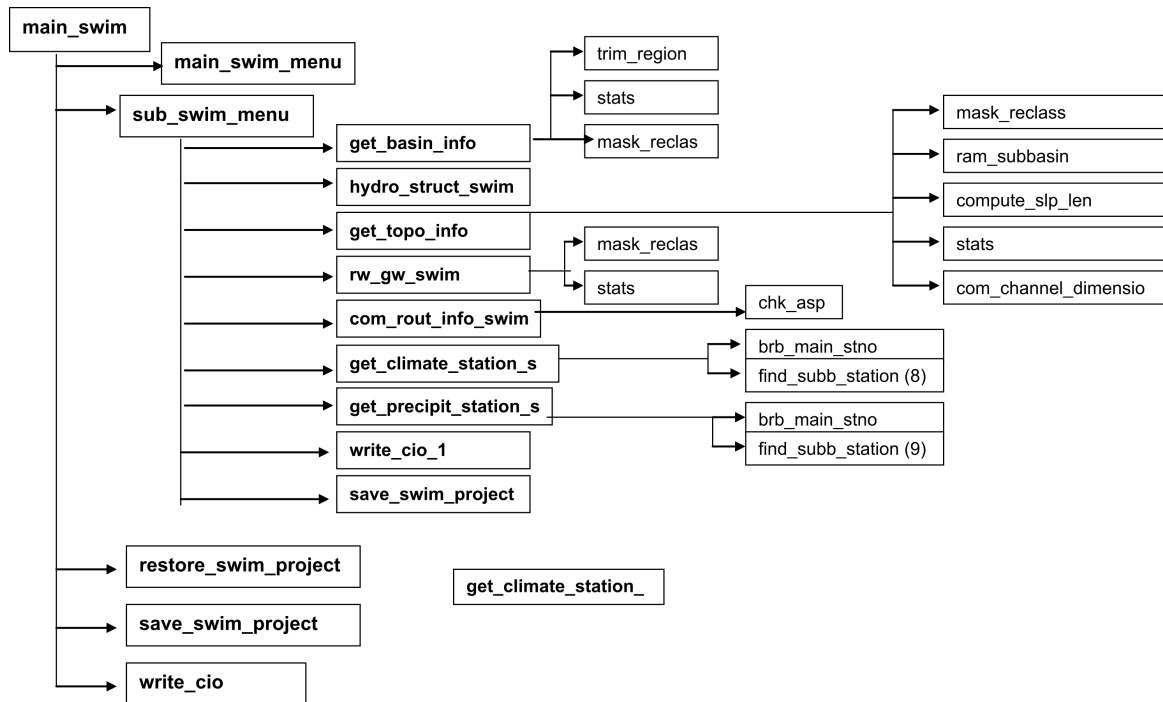 main_swim
main_swim_menu
sub_swim_menu
get_basin_info
trim_region
stats
mask_reclas
hydro_struct_swim
get_topo_info
mask_reclass
ram_subbasin
compute_slp_len
stats
com_channel_dimensio
rw_gw_swim
mask_reclas
stats
com_rout_info_swim
chk_asp
get_climate_station_s
brb_main_stno
find_subb_station (8)
get_precipit_station_s
brb_main_stno
find_subb_station (9)
write_cio_1
save_swim_project
restore_swim_project
get_climate_station_
save_swim_project
write_cio